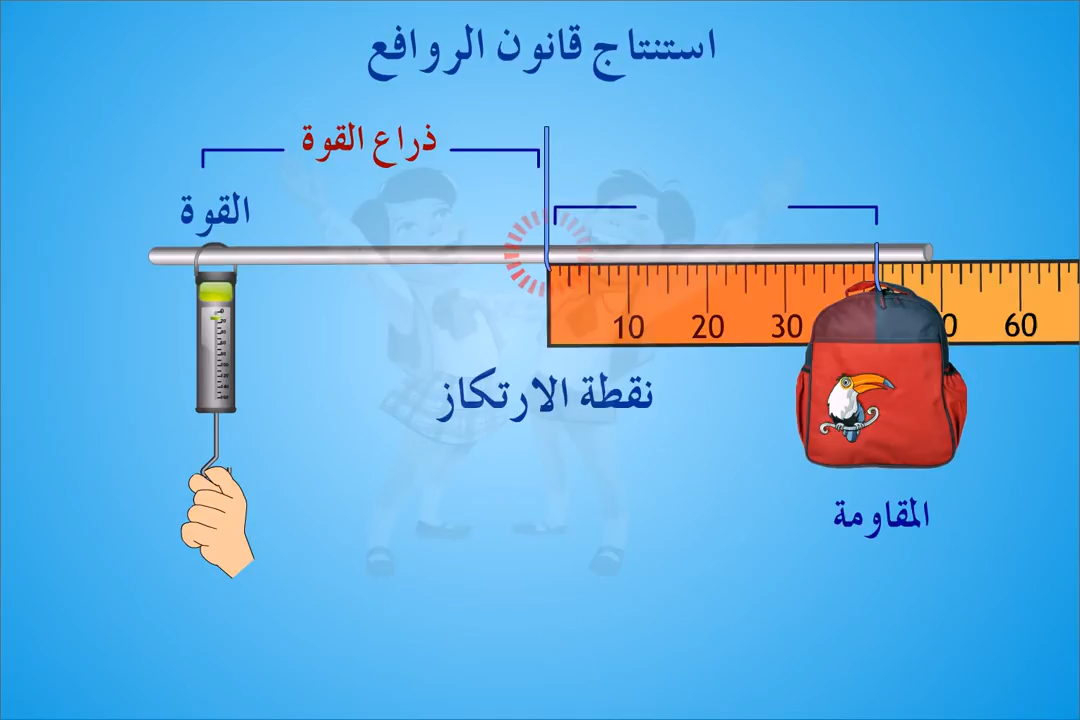 استنتاج قانون الروافع
ذراع القوة
القوة
10 20 30 0 60
نقطة الارتكاز
المقاومة